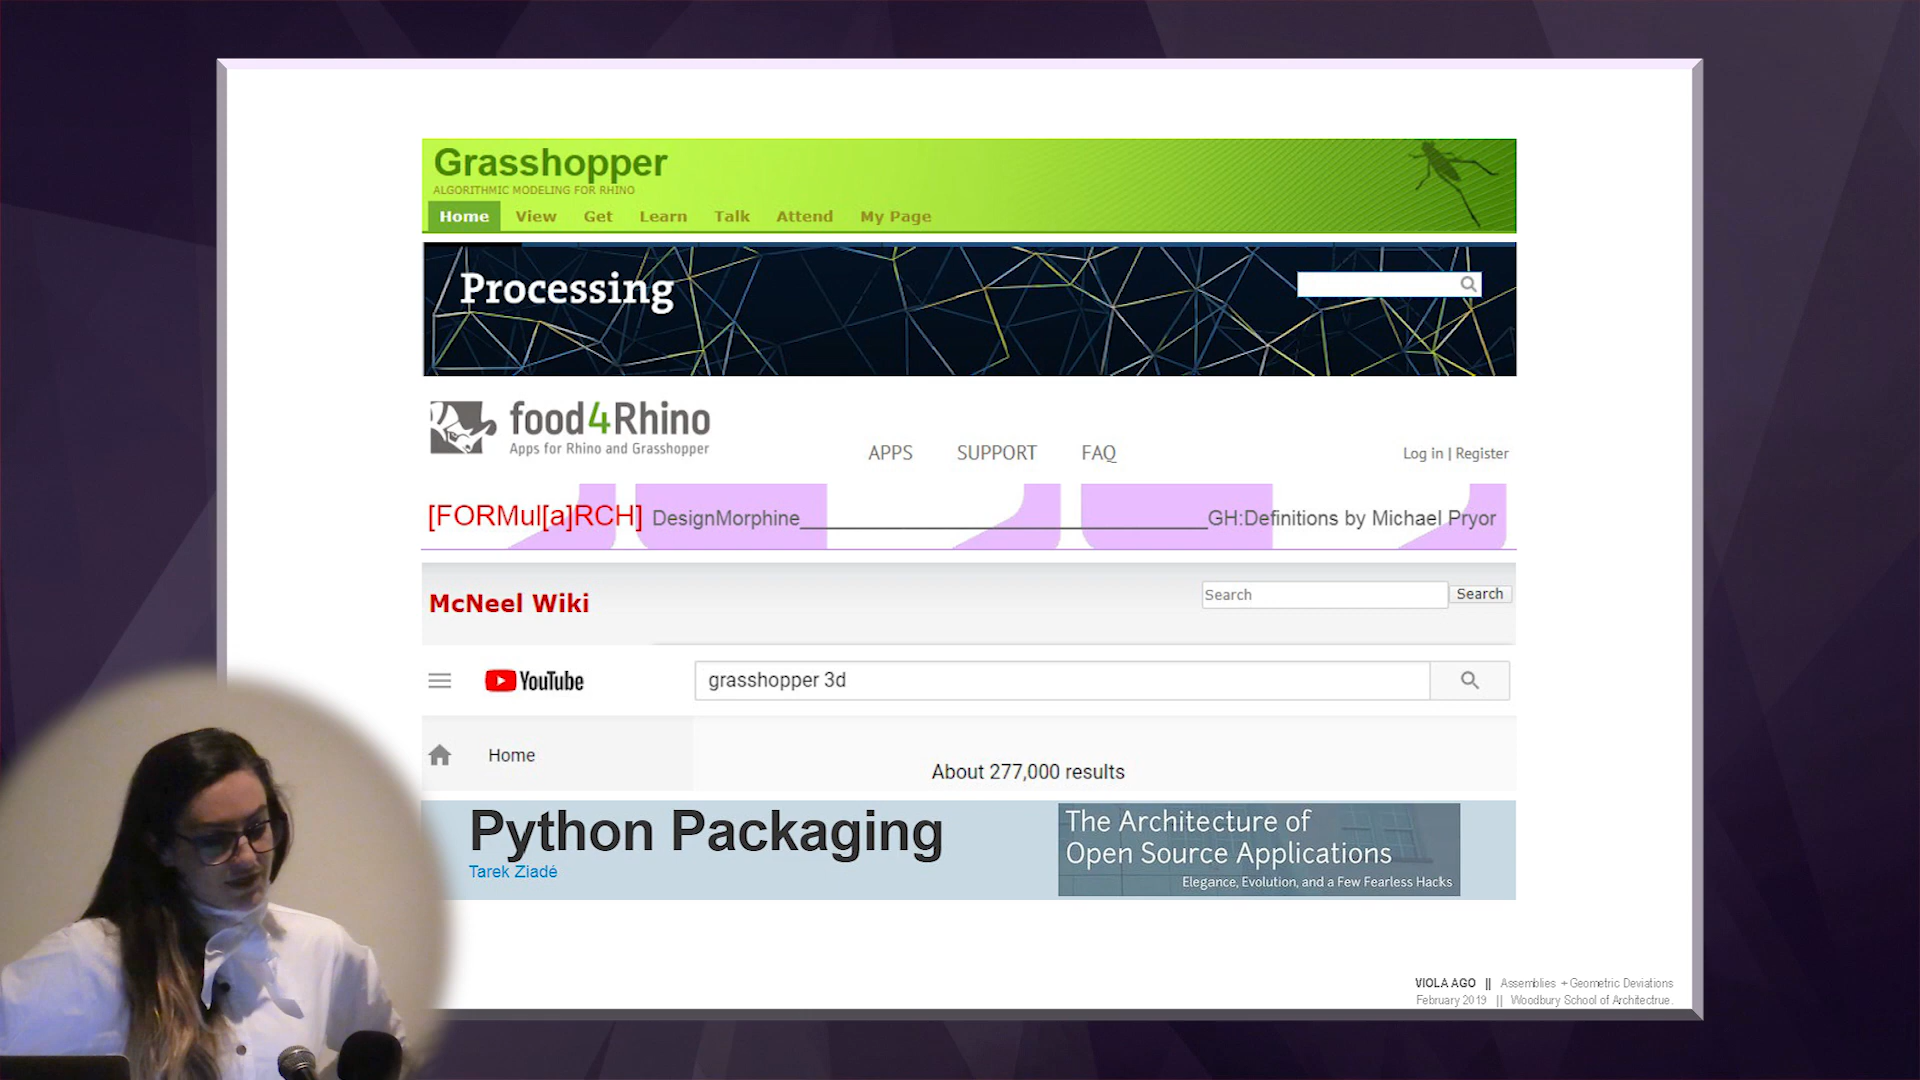 Grasshopper
ALGORITHMIC MODELING FOR RHINO
Home View Get Learn Talk Attend My Page
Processing
food4Rhino
Apps for Rhino and Grasshopper
APPS SUPPORT FAQ Log in | Register
[FORMul[a]RCH] DesignMorphine____________________________________GH:Definitions by Michael Pryor
McNeel Wiki
Search Search
YouTube grasshopper 3d
Home
About 277,000 results
Python Packaging
Tarek Ziadé
The Architecture of
Open Source Applications
Elegance, Evolution, and a Few Fearless Hacks
VIOLA AGO || Assemblies + Geometric Deviations
February 2019 || Woodbury School of Architectrue.